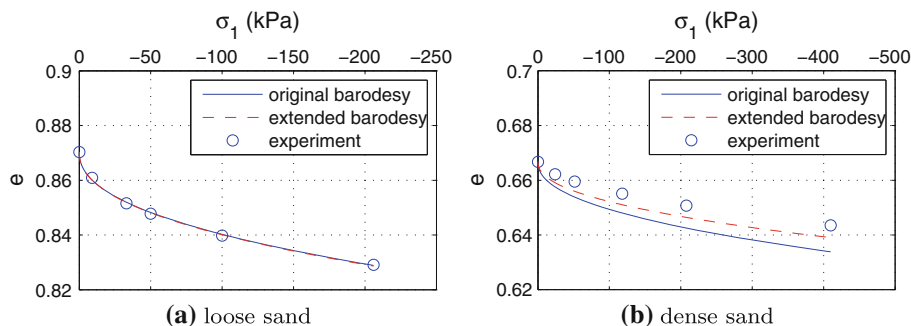 σ1 (kPa)
0 −50 −100 −150 −200 −250
0.9
0.88
0.86
0.84
0.82
e
original barodesy
extended barodesy
experiment
(a) loose sand
σ1 (kPa)
0 −100 −200 −300 −400 −500
0.7
0.68
0.66
0.64
0.62
e
original barodesy
extended barodesy
experiment
(b) dense sand